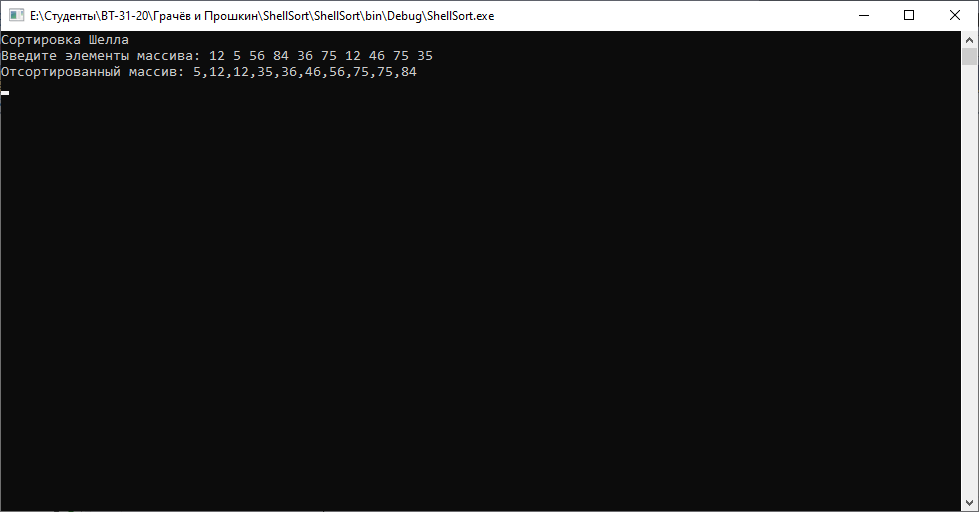 E:\Студенты\ВТ-31-20\Грачёв и Прошкин\ShellSort\ShellSort\bin\Debug\ShellSort.exe
Сортировка Шелла
Введите элементы массива: 12 5 56 84 36 75 12 46 75 35
Отсортированный массив: 5,12,12,35,36,46,56,75,75,84